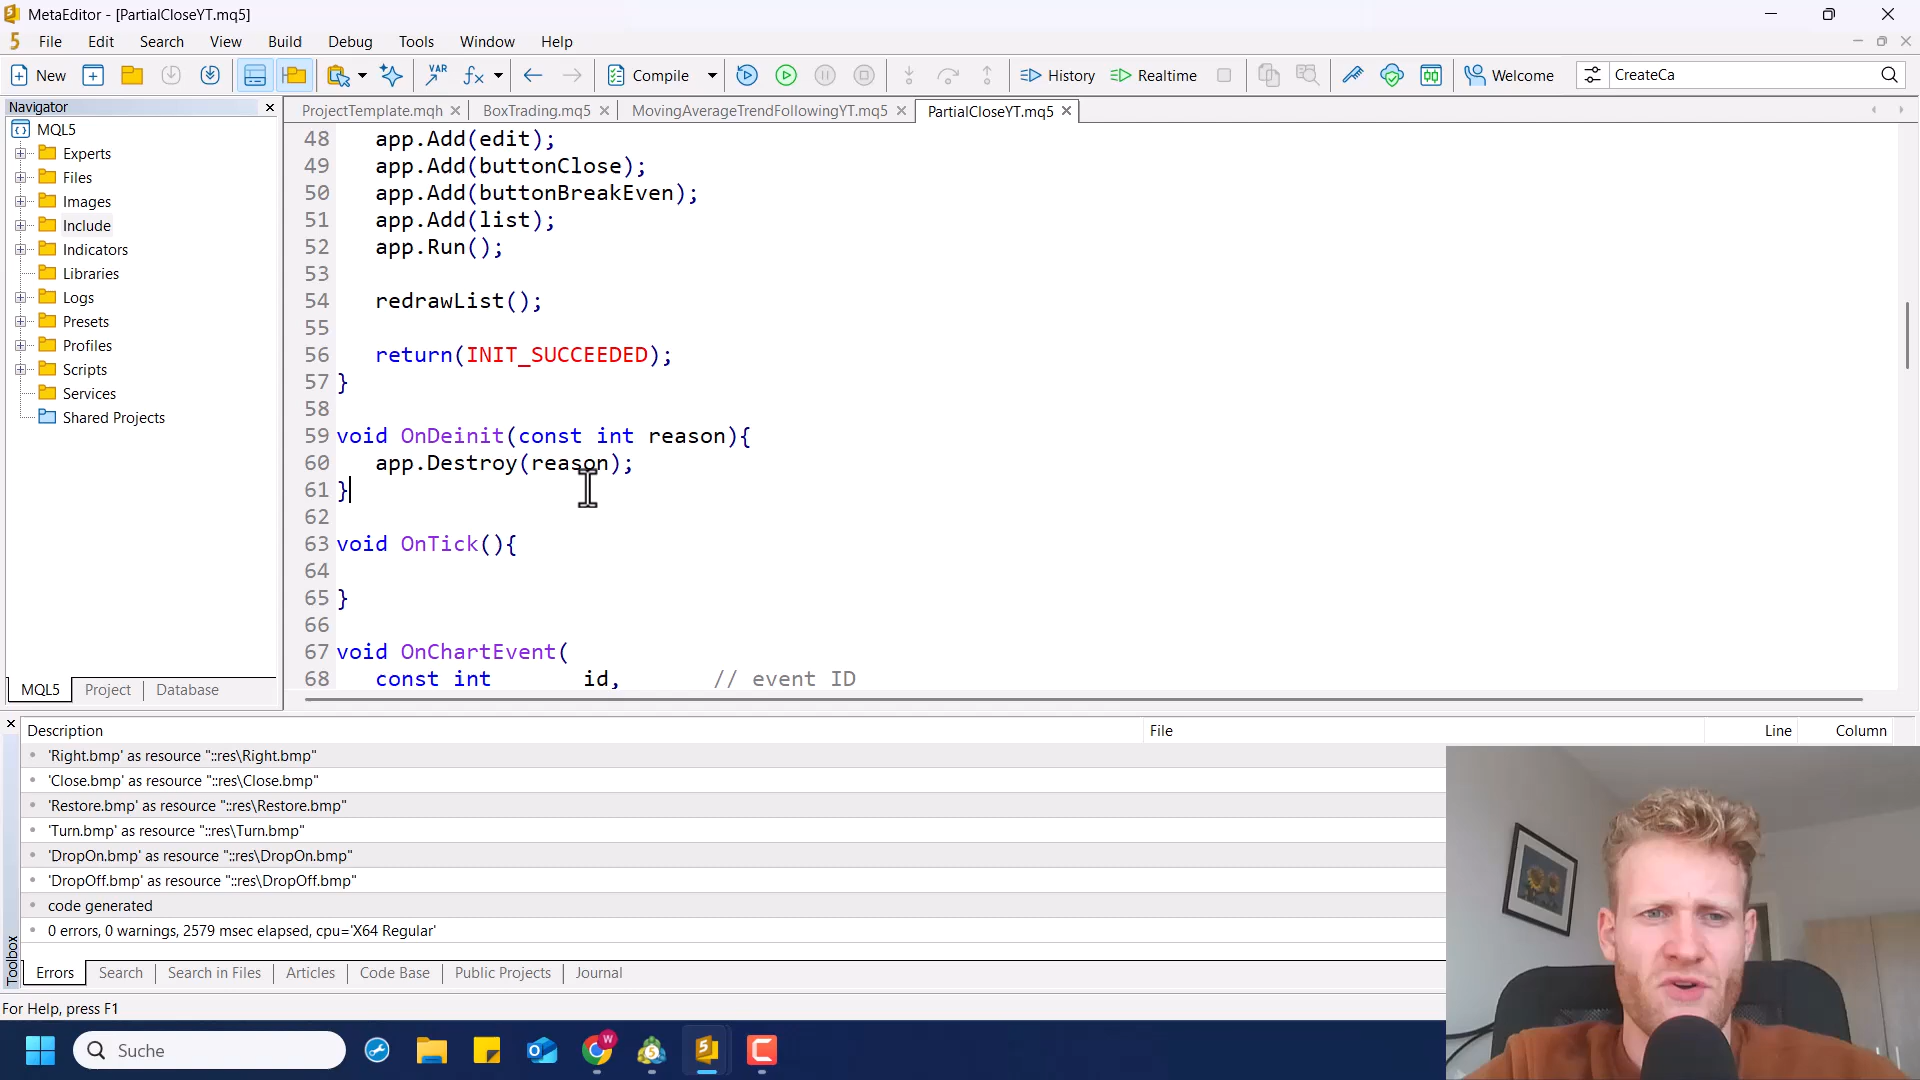 MetaEditor - [PartialCloseYT.mq5]
File Edit Search View Build Debug Tools Window Help
New VAR fx Compile History Realtime Welcome CreateCa
Navigator
ProjectTemplate.mqh BoxTrading.mq5 MovingAverageTrendFollowingYT.mq5 PartialCloseYT.mq5
MQL5
Experts
Files
Images
Include
Indicators
Libraries
Logs
Presets
Profiles
Scripts
Services
Shared Projects
MQL5 Project Database
48 app.Add(edit);
49 app.Add(buttonClose);
50 app.Add(buttonBreakEven);
51 app.Add(list);
52 app.Run();
53
54 redrawList();
55
56 return(INIT_SUCCEEDED);
57 }
58
59 void OnDeinit(const int reason){
60 app.Destroy(reason);
61 }
62
63 void OnTick(){
64
65 }
66
67 void OnChartEvent(
68 const int id, // event ID
Description File Line Column
'Right.bmp' as resource "::res\Right.bmp"
'Close.bmp' as resource "::res\Close.bmp"
'Restore.bmp' as resource "::res\Restore.bmp"
'Turn.bmp' as resource "::res\Turn.bmp"
'DropOn.bmp' as resource "::res\DropOn.bmp"
'DropOff.bmp' as resource "::res\DropOff.bmp"
code generated
0 errors, 0 warnings, 2579 msec elapsed, cpu='X64 Regular'
Toolbox
Errors Search Search in Files Articles Code Base Public Projects Journal
For Help, press F1
Suche